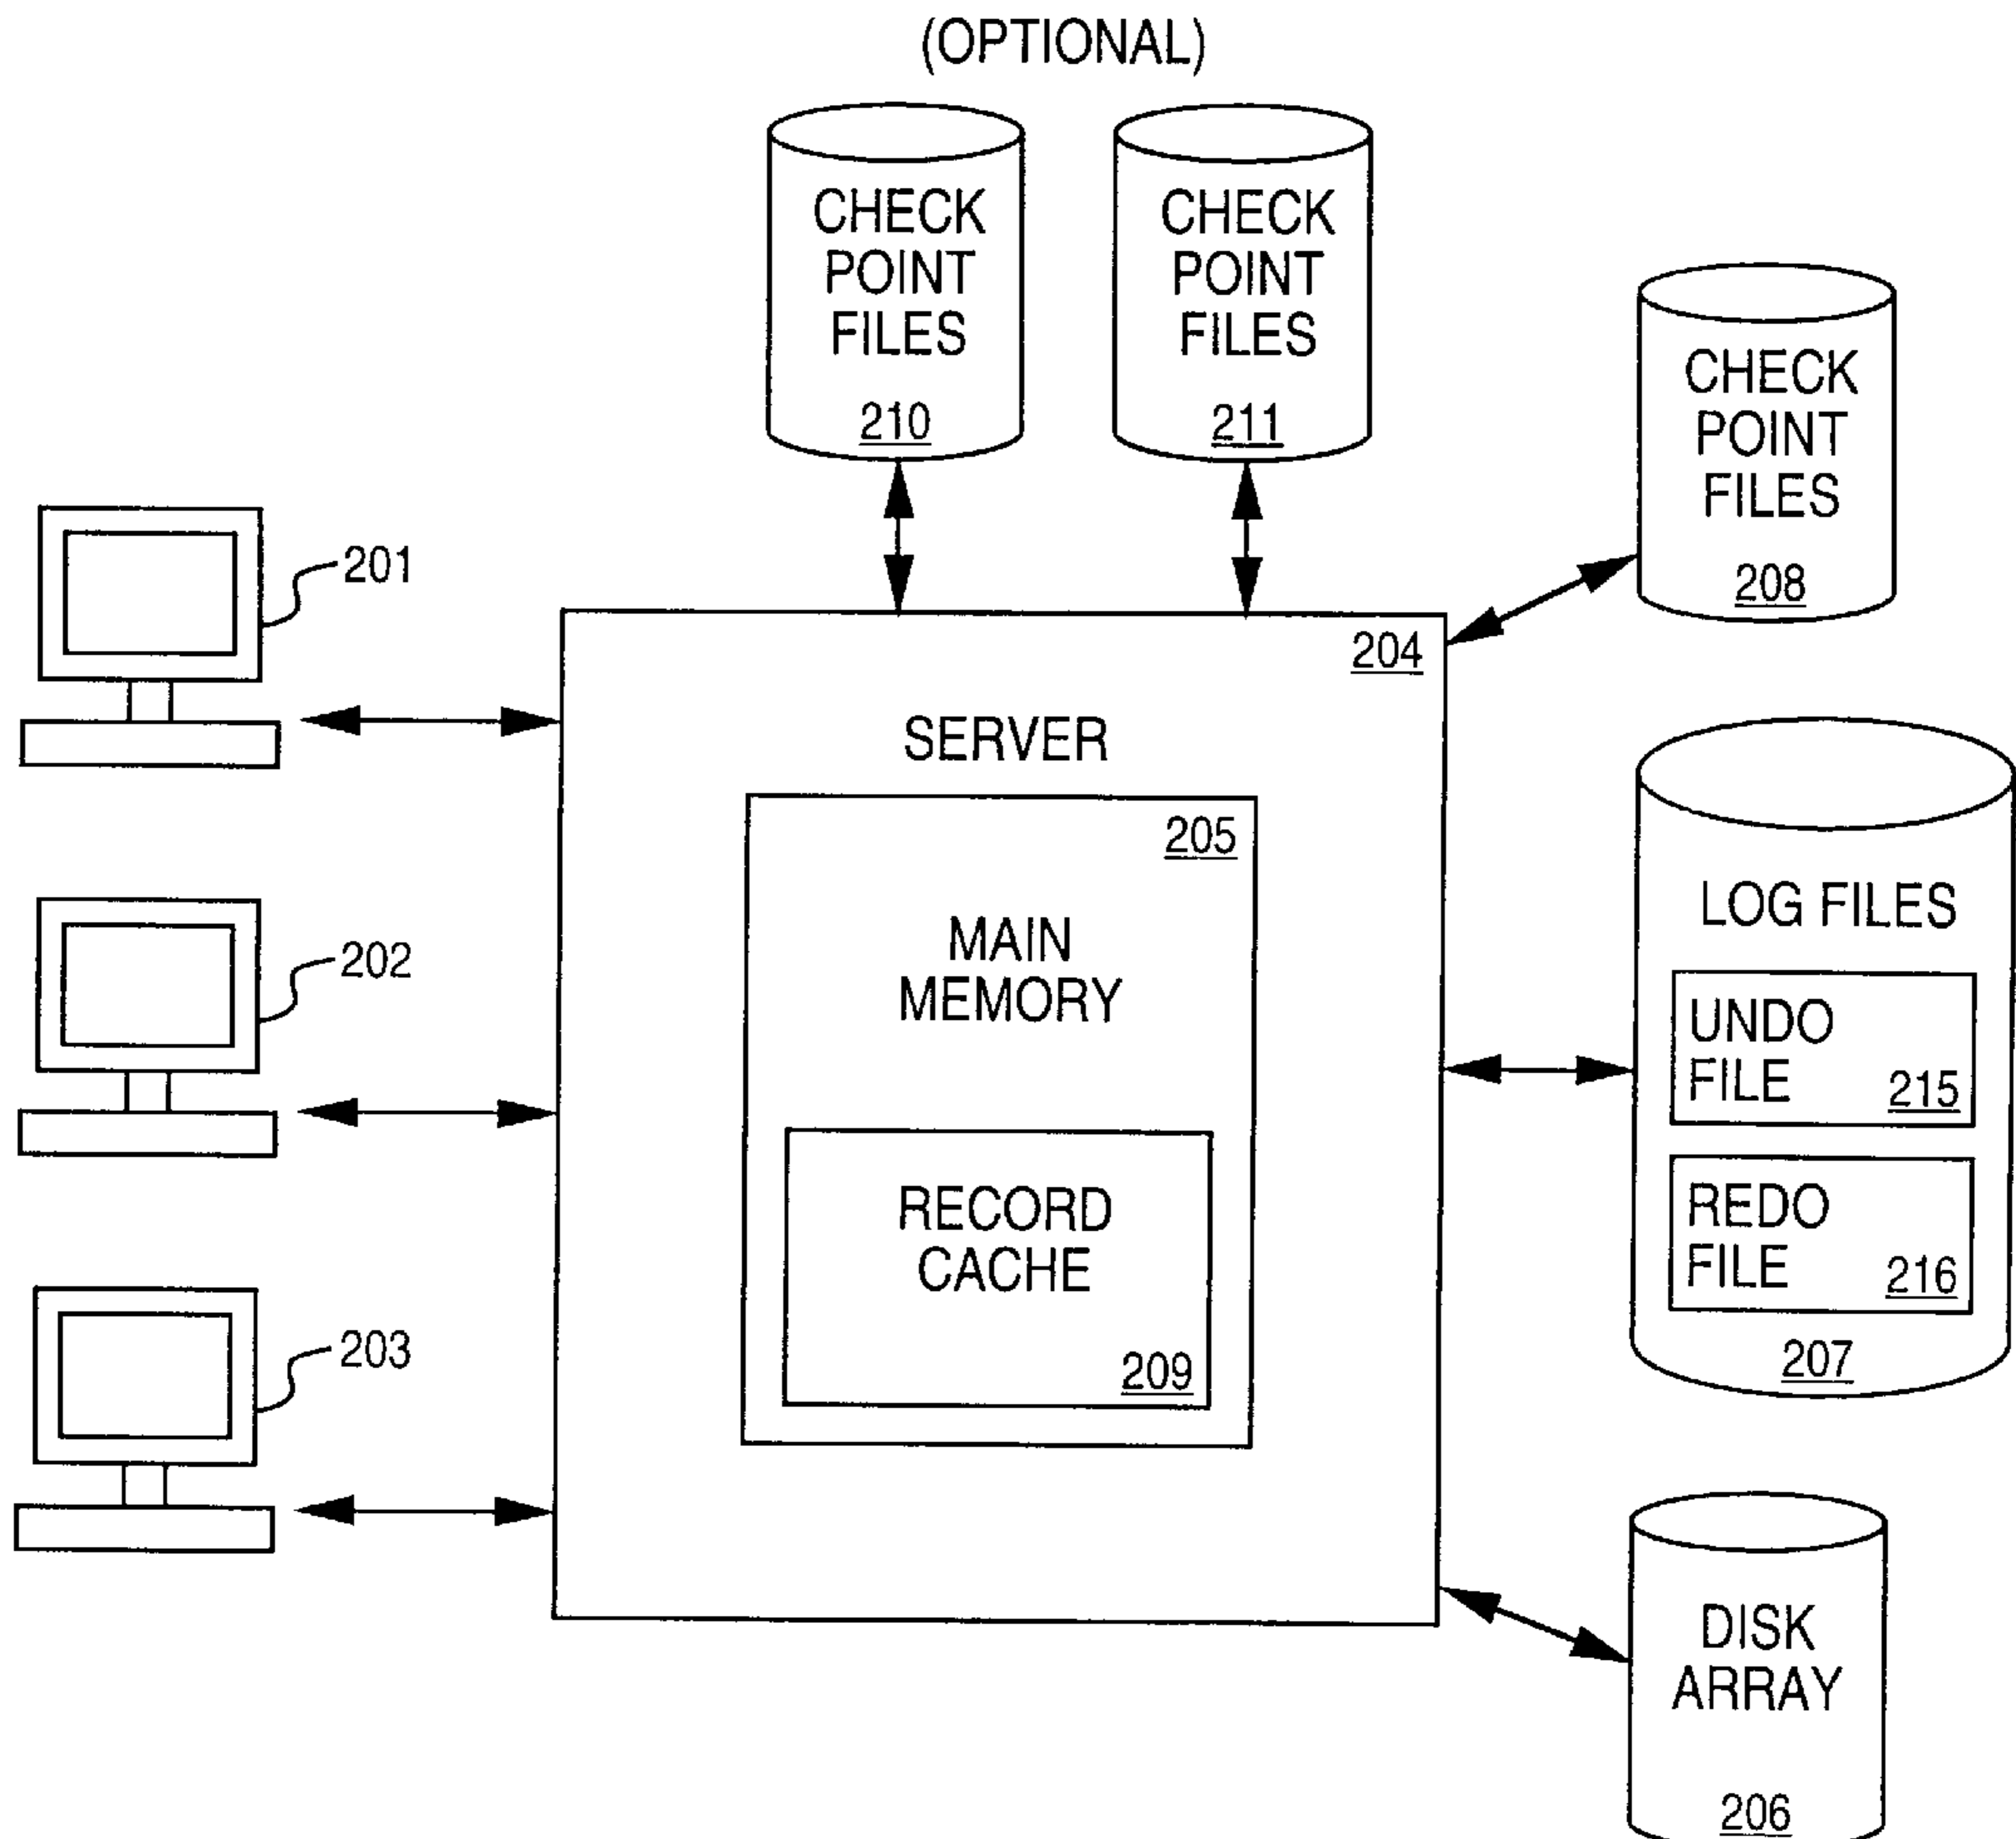 (OPTIONAL)
CHECK
POINT
FILES
210
CHECK
POINT
FILES
211
CHECK
POINT
FILES
208
201
202
203
204
SERVER
205
MAIN
MEMORY
RECORD
CACHE
209
LOG FILES
UNDO
FILE
215
REDO
FILE
216
207
DISK
ARRAY
206